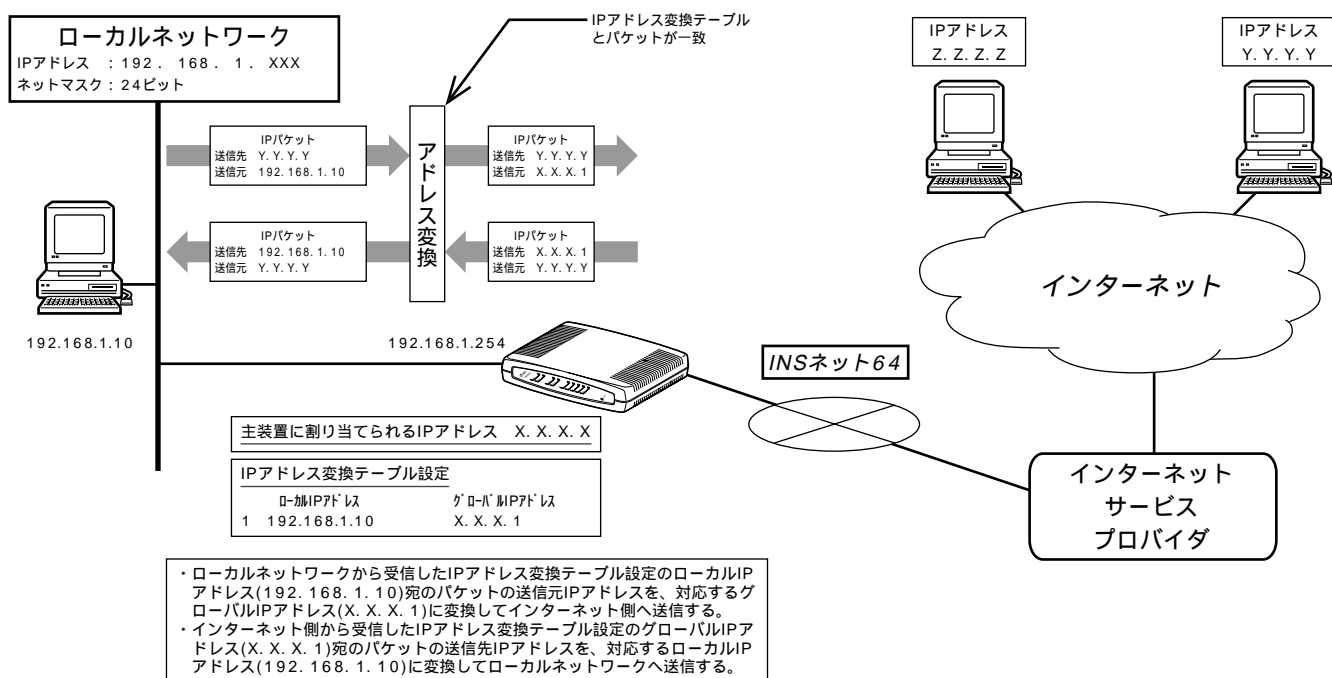 ローカルネットワーク
IPアドレス :192. 168. 1. XXX
ネットマスク:24ビット
IPアドレス変換テーブル
とパケットが一致
IPアドレス
Z. Z. Z. Z
IPアドレス
Y. Y. Y. Y
IPパケット
送信先 Y. Y. Y. Y
送信元 192. 168. 1. 10
アドレス変換
IPパケット
送信先 Y. Y. Y. Y
送信元 X. X. X. 1
IPパケット
送信先 192. 168. 1. 10
送信元 Y. Y. Y. Y
IPパケット
送信先 X. X. X. 1
送信元 Y. Y. Y. Y
インターネット
192.168.1.10
192.168.1.254
INSネット64
主装置に割り当てられるIPアドレス X. X. X. X
IPアドレス変換テーブル設定
ローカルIPアドレス グローバルIPアドレス
1 192.168.1.10 X. X. X. 1
インターネット
サービス
プロバイダ
・ローカルネットワークから受信したIPアドレス変換テーブル設定のローカルIP
アドレス(192. 168. 1. 10)宛のパケットの送信元IPアドレスを、対応するグ
ローバルIPアドレス(X. X. X. 1)に変換してインターネット側へ送信する。
・インターネット側から受信したIPアドレス変換テーブル設定のグローバルIPア
ドレス(X. X. X. 1)宛のパケットの送信先IPアドレスを、対応するローカルIP
アドレス(192. 168. 1. 10)に変換してローカルネットワークへ送信する。